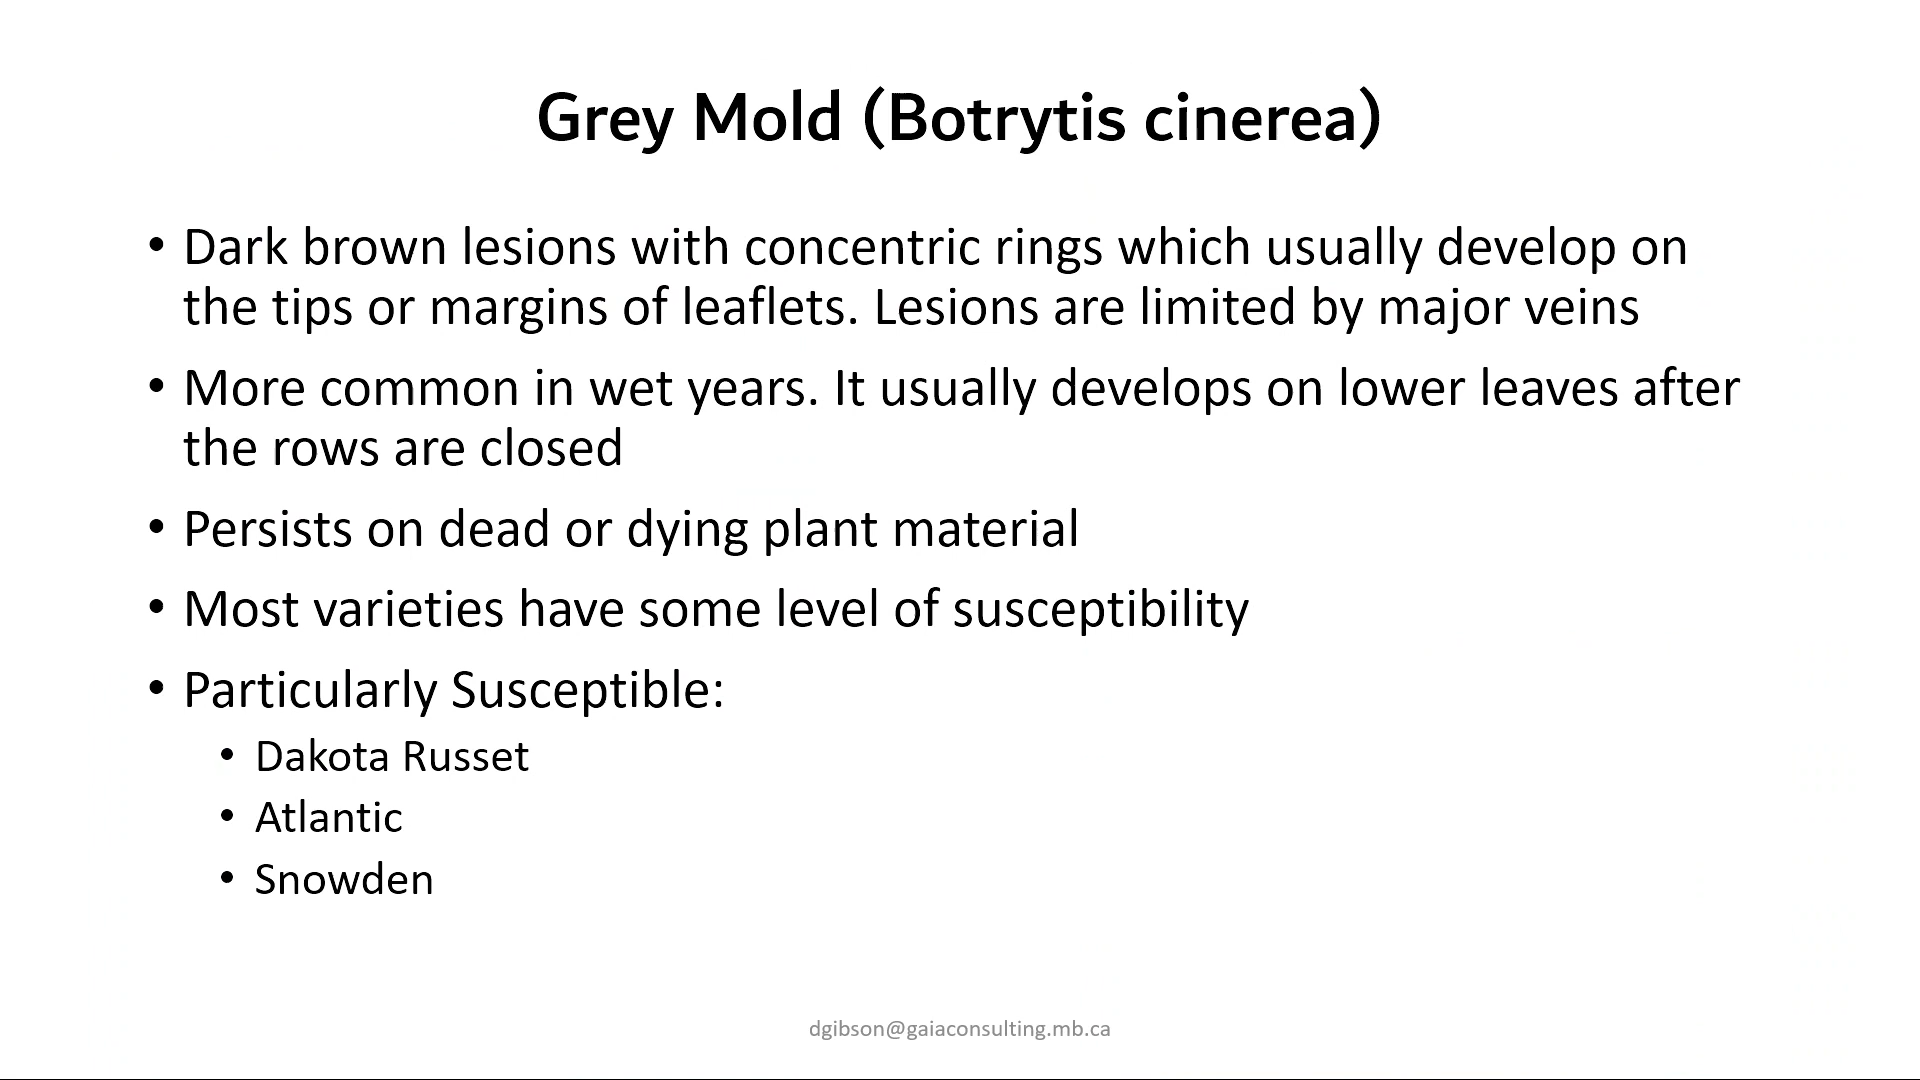 Grey Mold (Botrytis cinerea)
• Dark brown lesions with concentric rings which usually develop on
the tips or margins of leaflets. Lesions are limited by major veins
• More common in wet years. It usually develops on lower leaves after
the rows are closed
• Persists on dead or dying plant material
• Most varieties have some level of susceptibility
• Particularly Susceptible:
• Dakota Russet
• Atlantic
• Snowden
dgibson@gaiaconsulting.mb.ca